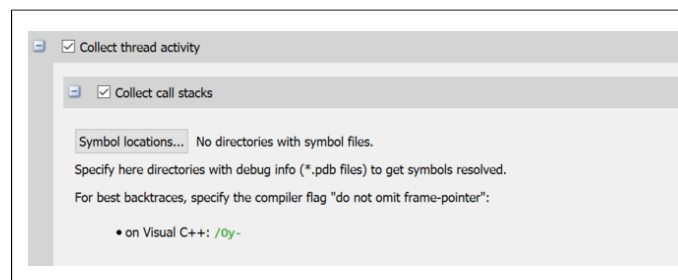 Collect thread activity
Collect call stacks
Symbol locations... No directories with symbol files.
Specify here directories with debug info (*.pdb files) to get symbols resolved.
For best backtraces, specify the compiler flag "do not omit frame-pointer":
• on Visual C++: /Oy-